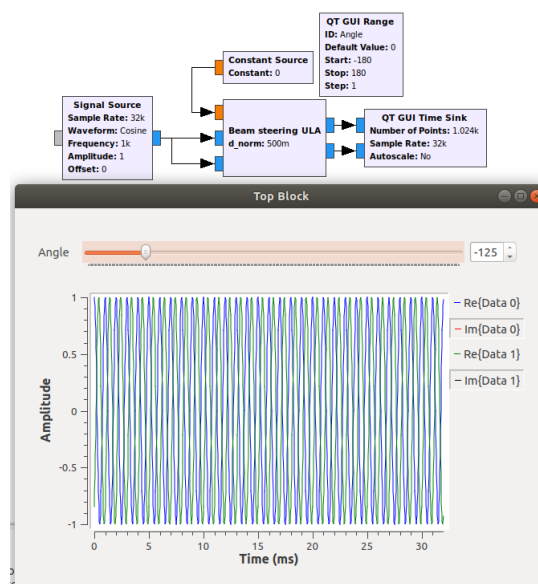 QT GUI Range
ID: Angle
Default Value: 0
Start: -180
Stop: 180
Step: 1
Constant Source
Constant: 0
Signal Source
Sample Rate: 32k
Waveform: Cosine
Frequency: 1k
Amplitude: 1
Offset: 0
Beam steering ULA
d_norm: 500m
QT GUI Time Sink
Number of Points: 1.024k
Sample Rate: 32k
Autoscale: No
Top Block
Angle
-125
Re{Data 0}
Im{Data 0}
Re{Data 1}
Im{Data 1}
1
0.5
0
-0.5
-1
Amplitude
0 5 10 15 20 25 30
Time (ms)